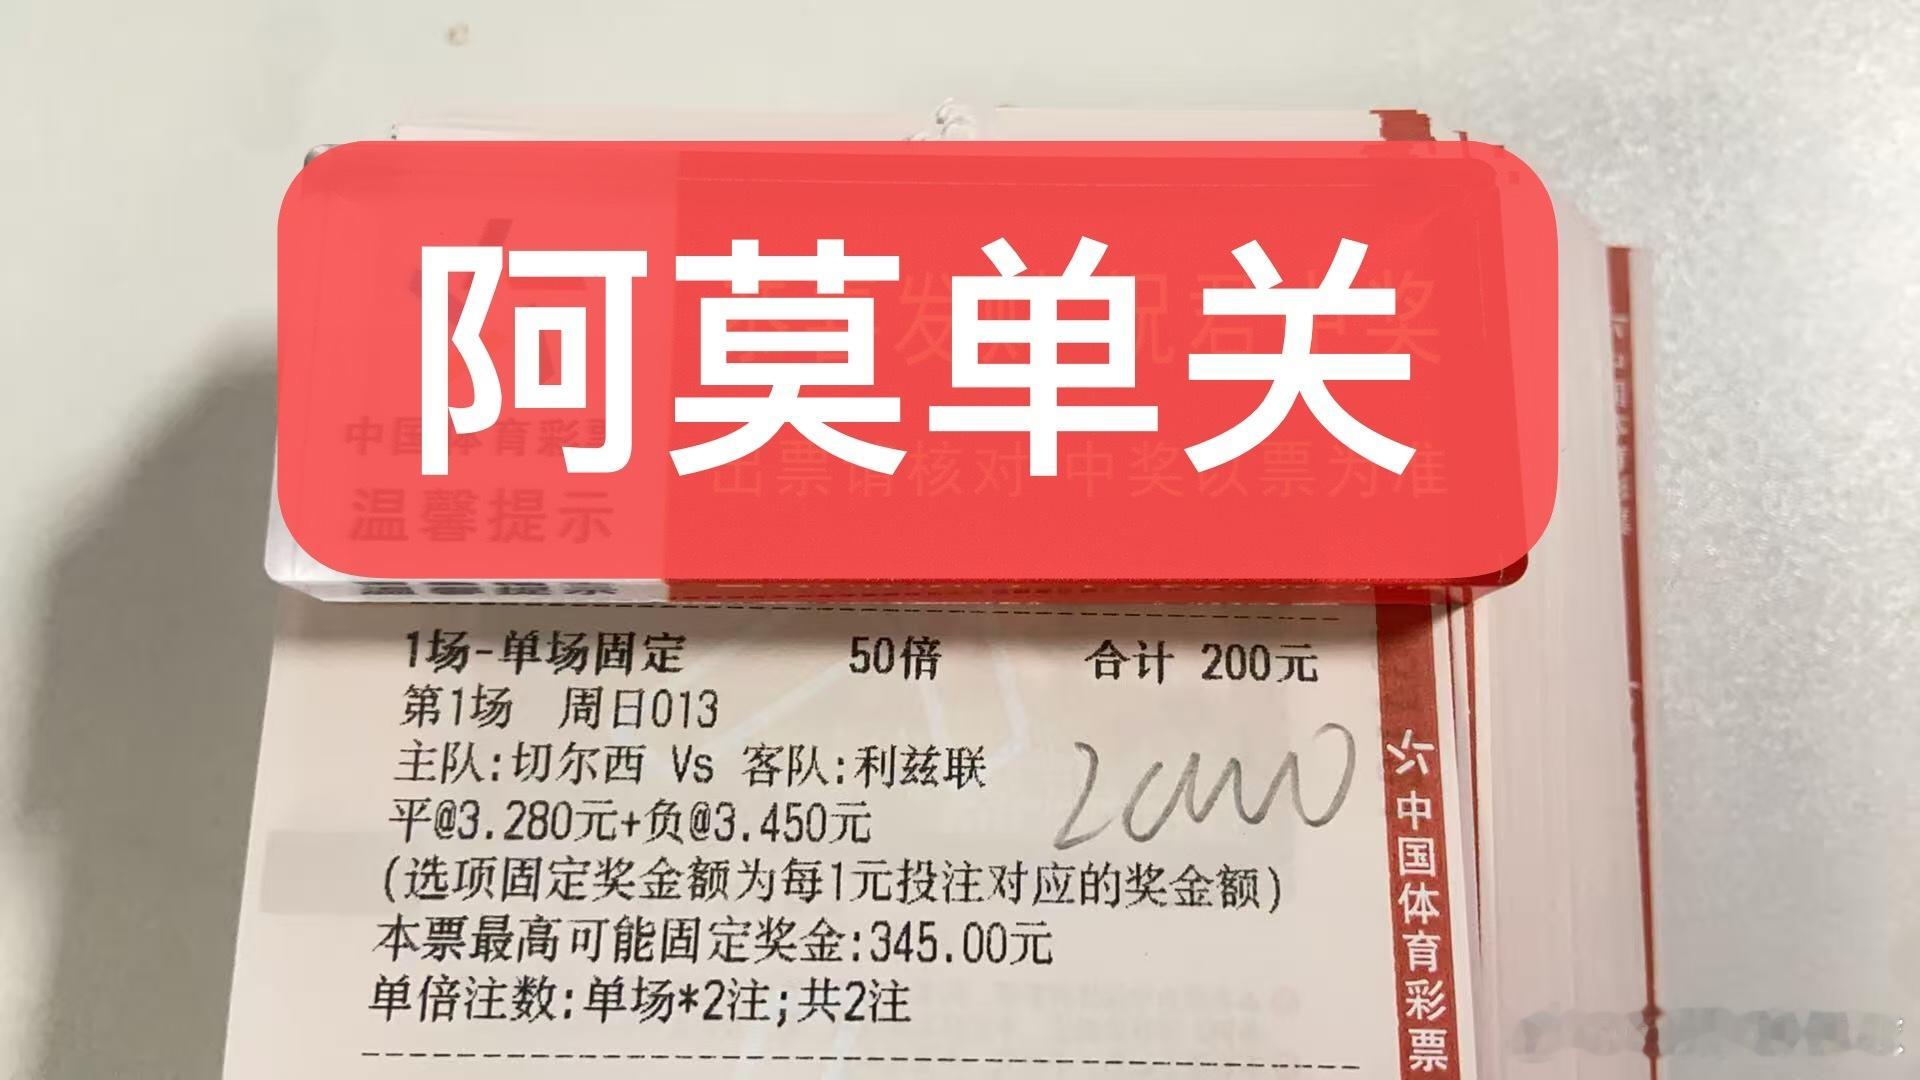 阿莫单关
中国体育彩票
温馨提示
出票请核对 中奖以票为准
1场-单场固定 50倍 合计 200元
第1场 周日013
主队:切尔西 Vs 客队:利兹联
平@3.280元+负@3.450元
(选项固定奖金额为每1元投注对应的奖金额)
本票最高可能固定奖金:345.00元
单倍注数:单场*2注;共2注
中国体育彩票